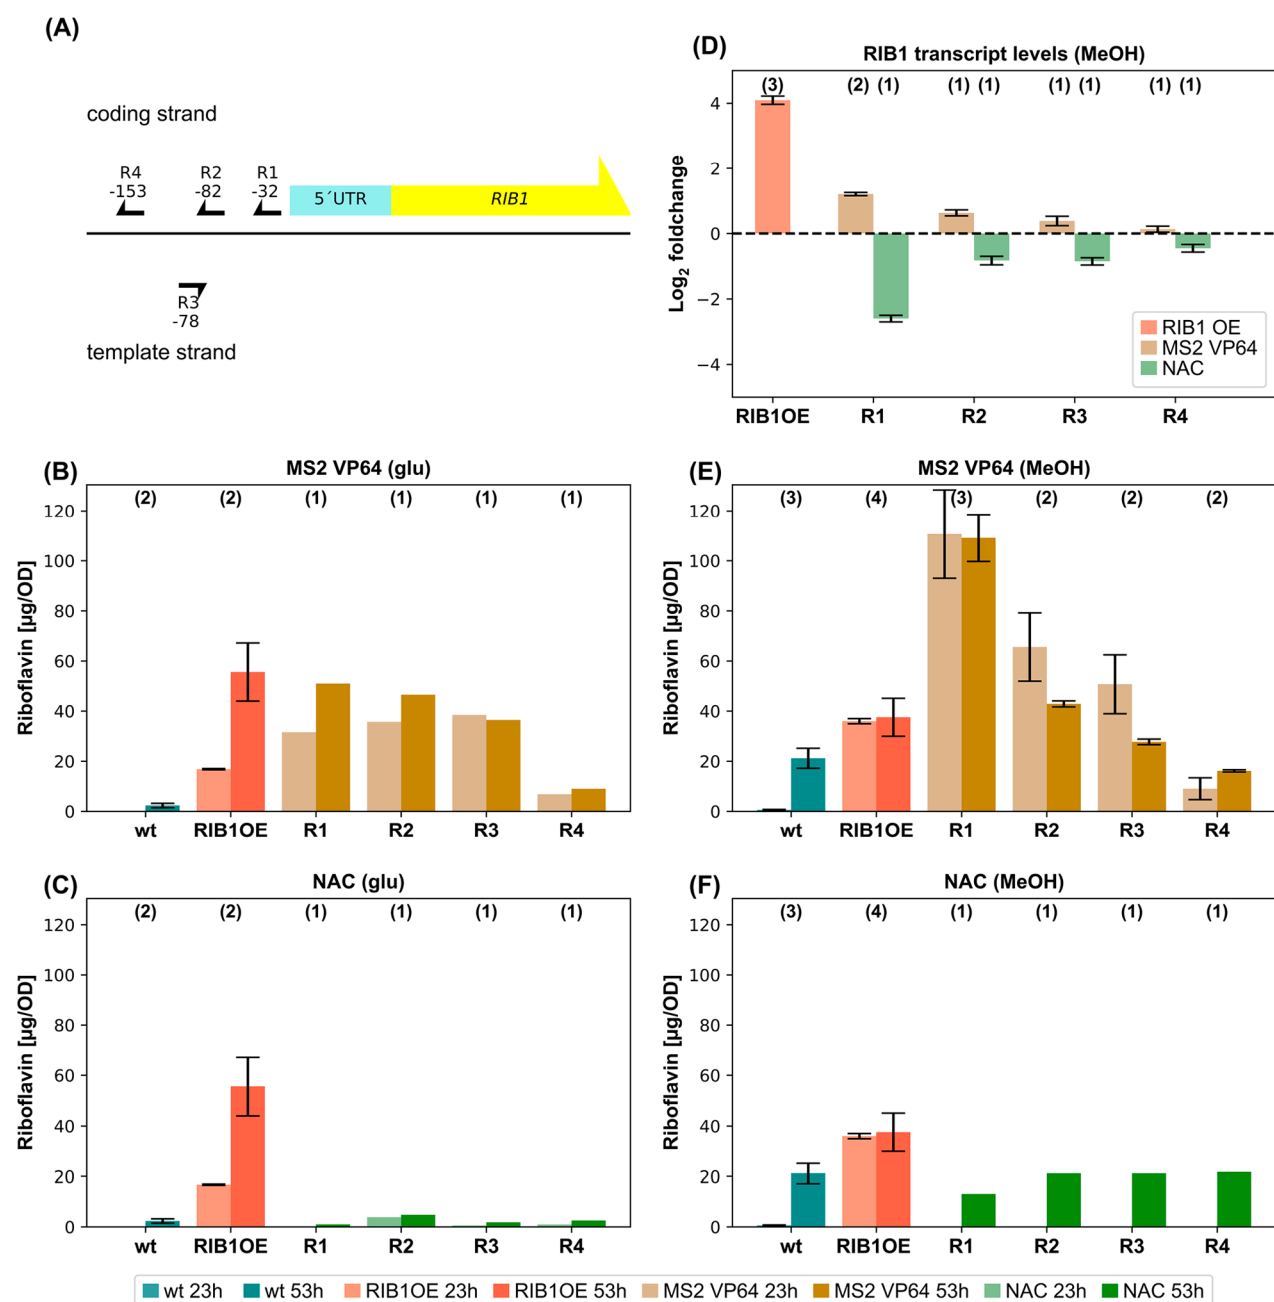 (A)
coding strand
R4 R2 R1
-153 -82 -32
5´UTR RIB1
R3
-78
template strand
(D)
RIB1 transcript levels (MeOH)
(3) (2) (1) (1) (1) (1) (1) (1) (1)
Log2 foldchange
4
2
0
−2
−4
RIB1 OE
MS2 VP64
NAC
RIB1OE R1 R2 R3 R4
(B)
MS2 VP64 (glu)
(2) (2) (1) (1) (1) (1)
Riboflavin [µg/OD]
120
100
80
60
40
20
0
wt RIB1OE R1 R2 R3 R4
(E)
MS2 VP64 (MeOH)
(3) (4) (3) (2) (2) (2)
Riboflavin [µg/OD]
120
100
80
60
40
20
0
wt RIB1OE R1 R2 R3 R4
(C)
NAC (glu)
(2) (2) (1) (1) (1) (1)
Riboflavin [µg/OD]
120
100
80
60
40
20
0
wt RIB1OE R1 R2 R3 R4
(F)
NAC (MeOH)
(3) (4) (1) (1) (1) (1)
Riboflavin [µg/OD]
120
100
80
60
40
20
0
wt RIB1OE R1 R2 R3 R4
wt 23h wt 53h RIB1OE 23h RIB1OE 53h MS2 VP64 23h MS2 VP64 53h NAC 23h NAC 53h